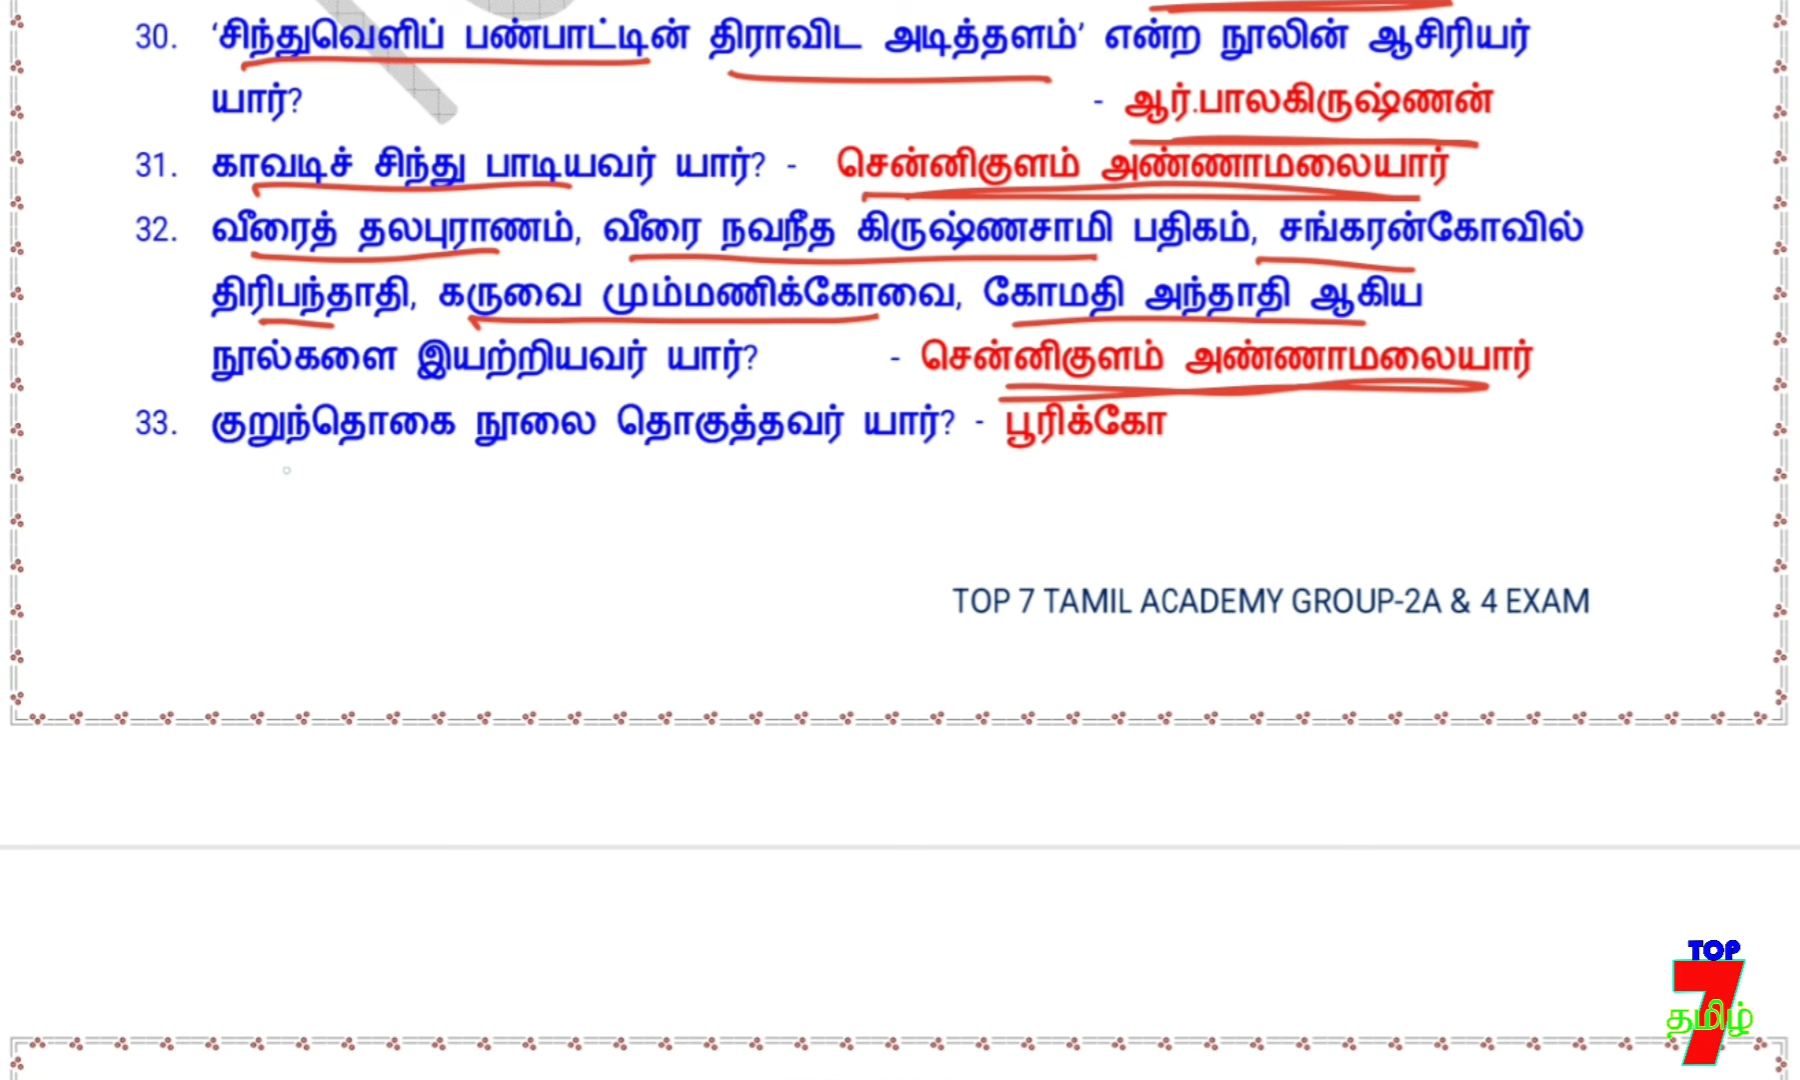 30. ‘சிந்துவெளிப் பண்பாட்டின் திராவிட அடித்தளம்’ என்ற நூலின் ஆசிரியர்
யார்? - ஆர்.பாலகிருஷ்ணன்
31. காவடிச் சிந்து பாடியவர் யார்? - சென்னிகுளம் அண்ணாமலையார்
32. வீரைத் தலபுராணம், வீரை நவநீத கிருஷ்ணசாமி பதிகம், சங்கரன்கோவில்
திரிபந்தாதி, கருவை மும்மணிக்கோவை, கோமதி அந்தாதி ஆகிய
நூல்களை இயற்றியவர் யார்? - சென்னிகுளம் அண்ணாமலையார்
33. குறுந்தொகை நூலை தொகுத்தவர் யார்? - பூரிக்கோ
TOP 7 TAMIL ACADEMY GROUP-2A & 4 EXAM
TOP
7
தமிழ்